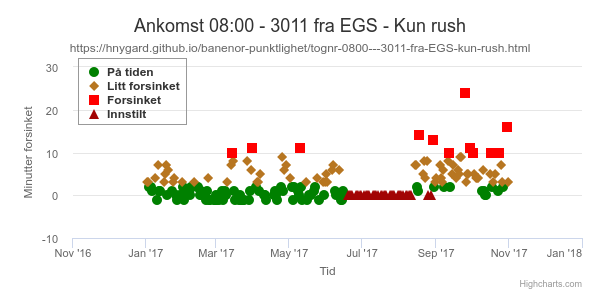 Ankomst 08:00 - 3011 fra EGS - Kun rush
https://hnygard.github.io/banenor-punktlighet/tognr-0800---3011-fra-EGS-kun-rush.html
På tiden
Litt forsinket
Forsinket
Innstilt
Minutter forsinket
30
20
10
0
-10
Nov '16
Jan '17
Mar '17
May '17
Jul '17
Sep '17
Nov '17
Jan '18
Tid
Highcharts.com